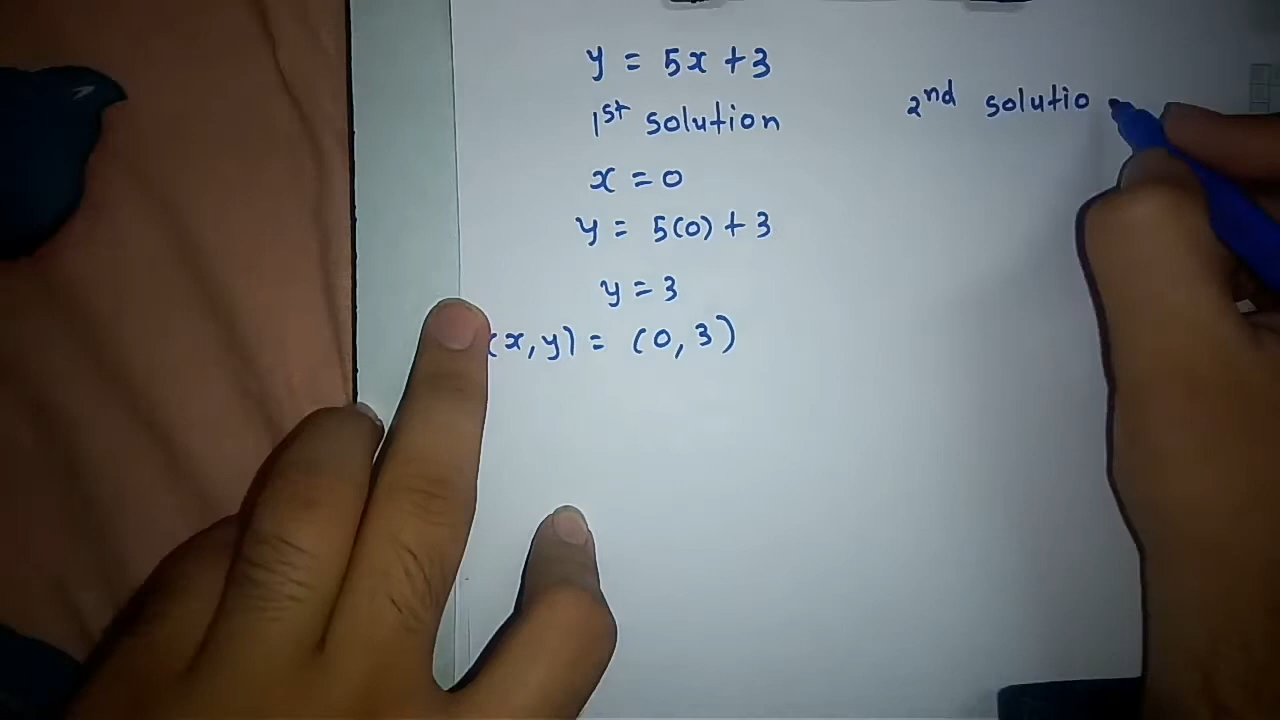 y = 5x + 3
1st solution
x = 0
y = 5(0) + 3
y = 3
(x, y) = (0, 3)
2nd solutio